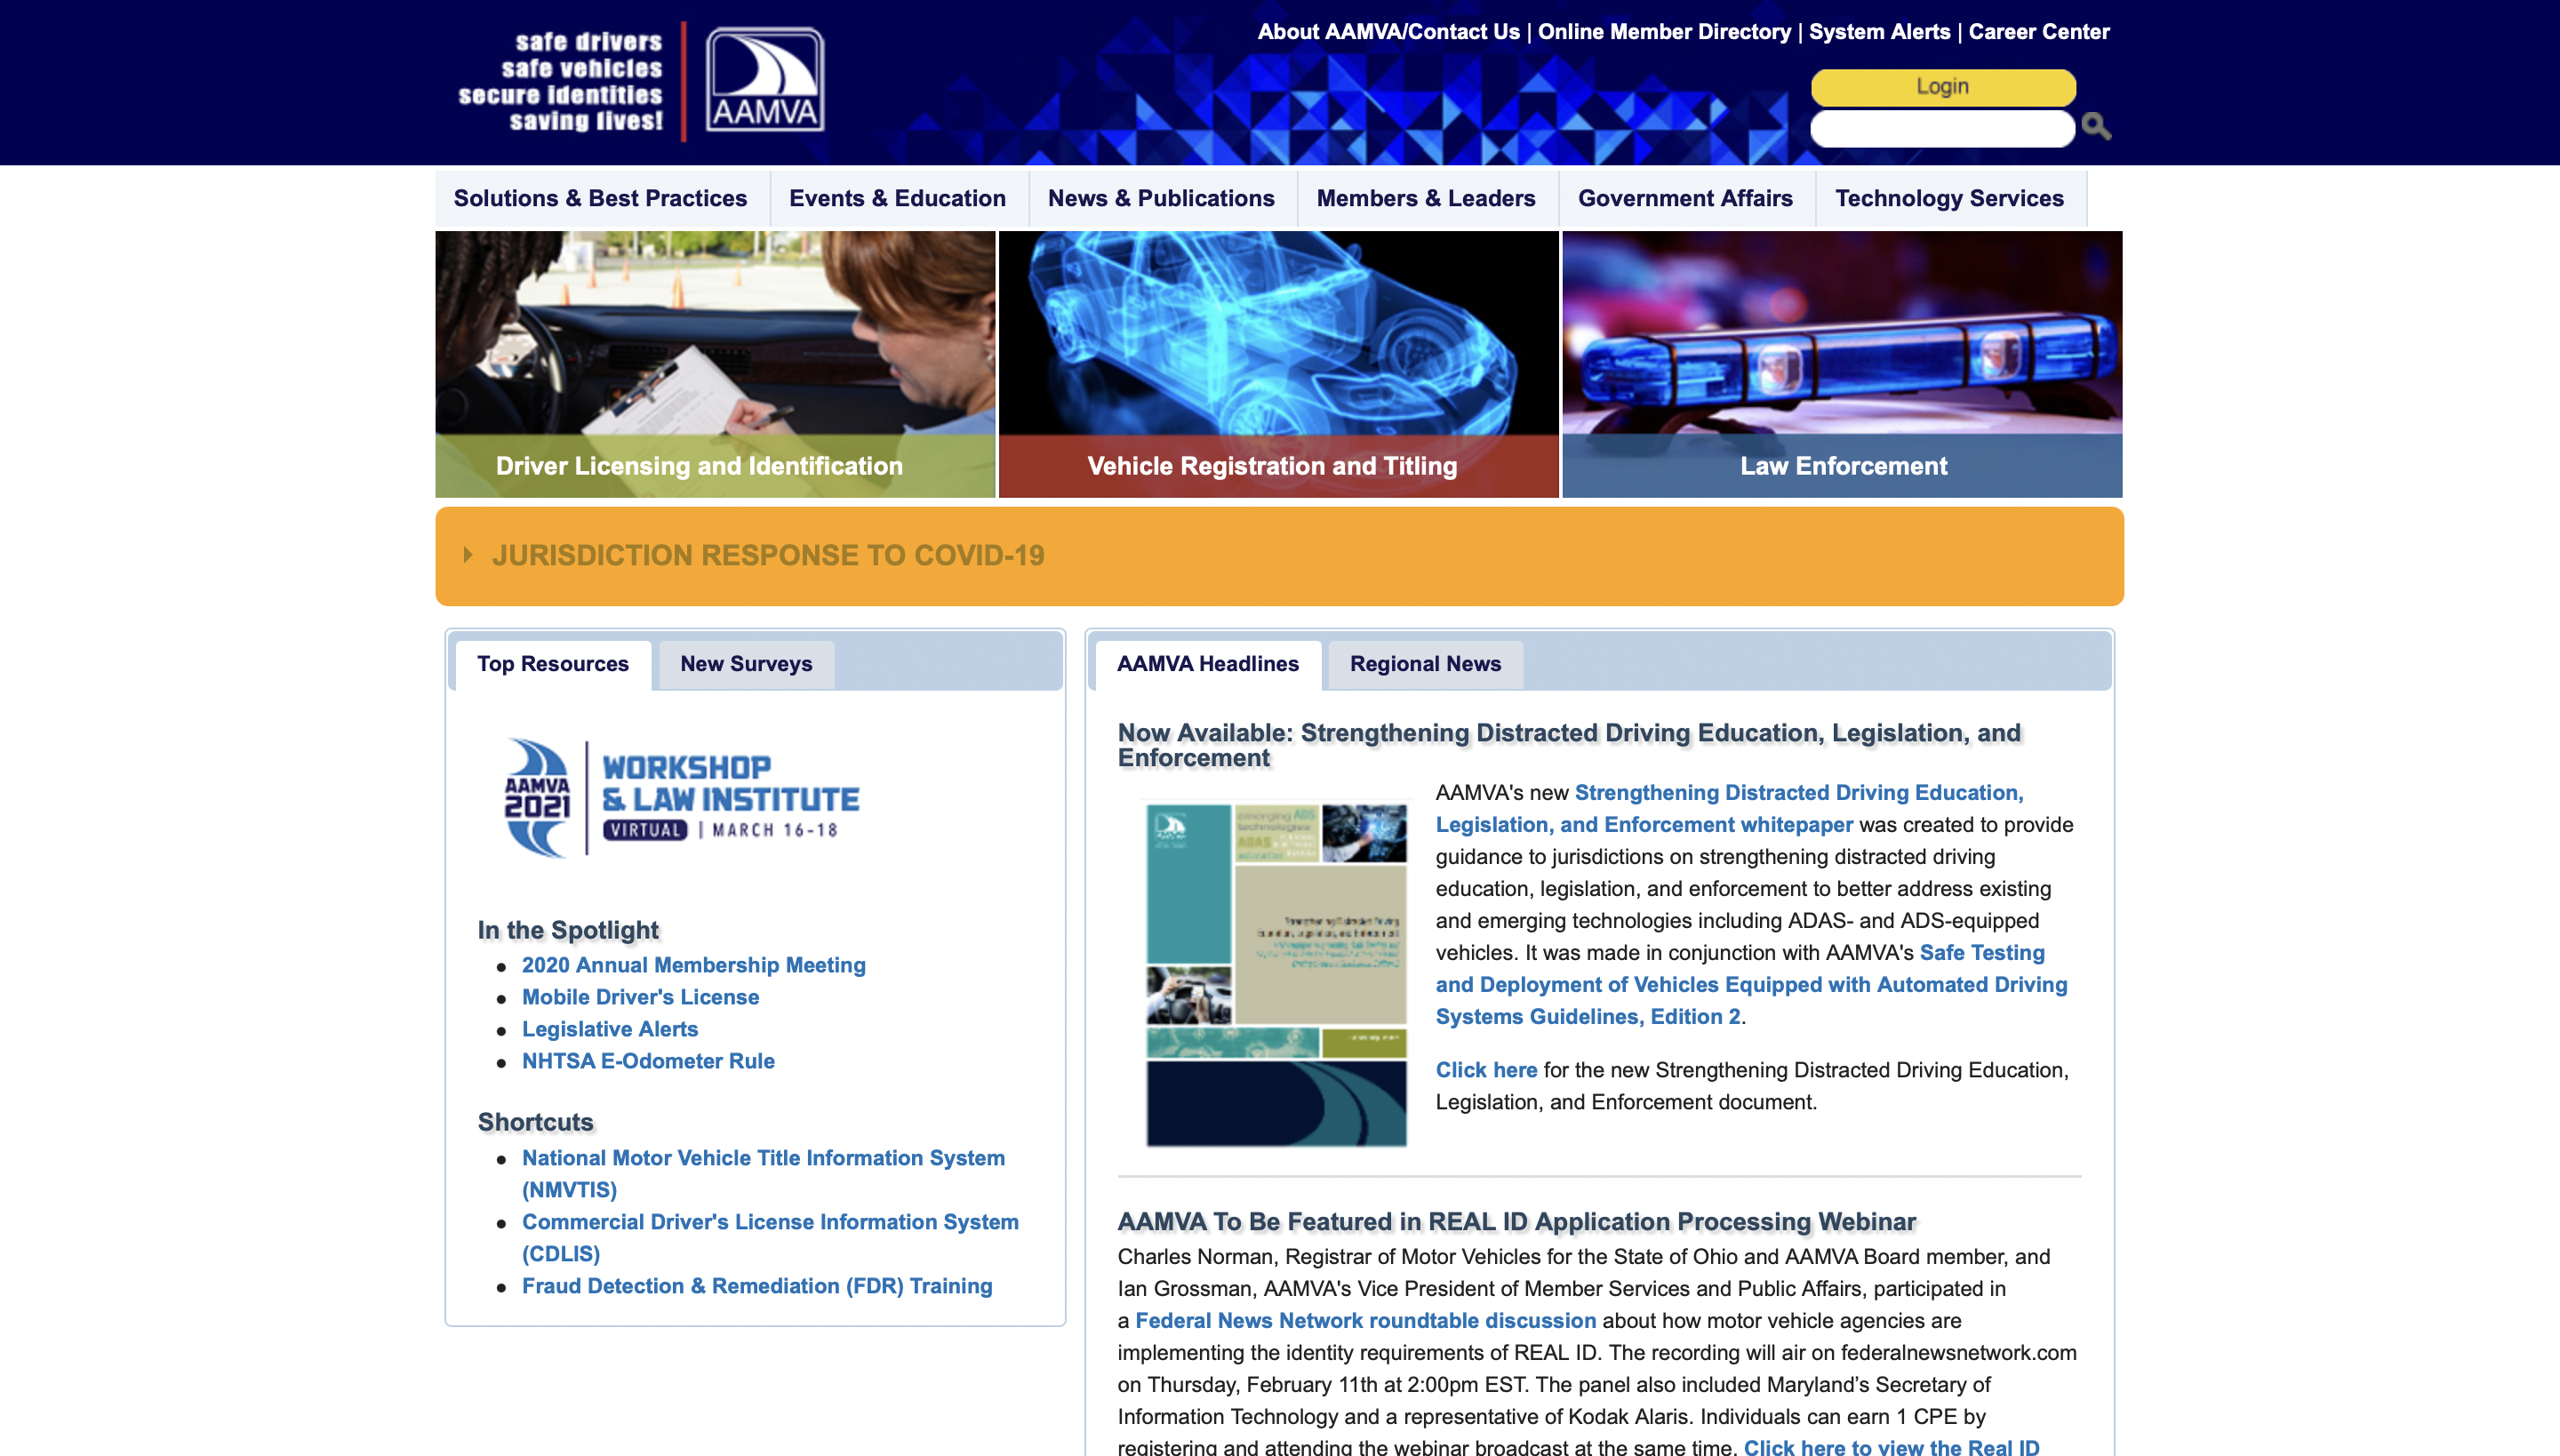 safe drivers
safe vehicles
secure identities
saving lives!
AAMVA
About AAMVA/Contact Us | Online Member Directory | System Alerts | Career Center
Login
Solutions & Best Practices
Events & Education
News & Publications
Members & Leaders
Government Affairs
Technology Services
Driver Licensing and Identification
Vehicle Registration and Titling
Law Enforcement
JURISDICTION RESPONSE TO COVID-19
Top Resources
New Surveys
AAMVA 2021
WORKSHOP
& LAW INSTITUTE
VIRTUAL | MARCH 16-18
In the Spotlight
2020 Annual Membership Meeting
Mobile Driver's License
Legislative Alerts
NHTSA E-Odometer Rule
Shortcuts
National Motor Vehicle Title Information System
(NMVTIS)
Commercial Driver's License Information System
(CDLIS)
Fraud Detection & Remediation (FDR) Training
AAMVA Headlines
Regional News
Now Available: Strengthening Distracted Driving Education, Legislation, and
Enforcement
emerging ADS
technologies
ADAS
Strengthening Distracted Driving
Education, Legislation, and Enforcement
AAMVA's new Strengthening Distracted Driving Education,
Legislation, and Enforcement whitepaper was created to provide
guidance to jurisdictions on strengthening distracted driving
education, legislation, and enforcement to better address existing
and emerging technologies including ADAS- and ADS-equipped
vehicles. It was made in conjunction with AAMVA's Safe Testing
and Deployment of Vehicles Equipped with Automated Driving
Systems Guidelines, Edition 2.
Click here for the new Strengthening Distracted Driving Education,
Legislation, and Enforcement document.
AAMVA To Be Featured in REAL ID Application Processing Webinar
Charles Norman, Registrar of Motor Vehicles for the State of Ohio and AAMVA Board member, and
Ian Grossman, AAMVA's Vice President of Member Services and Public Affairs, participated in
a Federal News Network roundtable discussion about how motor vehicle agencies are
implementing the identity requirements of REAL ID. The recording will air on federalnewsnetwork.com
on Thursday, February 11th at 2:00pm EST. The panel also included Maryland’s Secretary of
Information Technology and a representative of Kodak Alaris. Individuals can earn 1 CPE by
registering and attending the webinar broadcast at the same time. Click here to view the Real ID